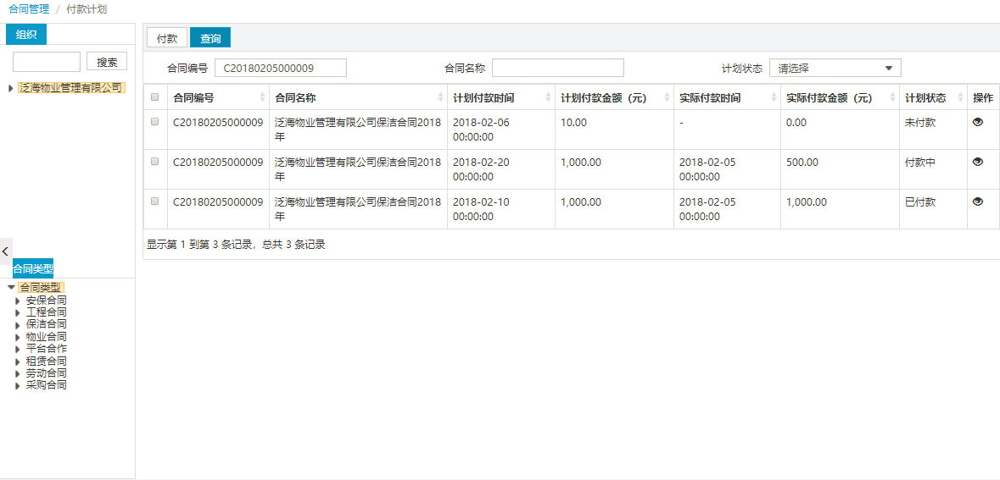 合同管理 / 付款计划
组织
搜索
泛海物业管理有限公司
合同类型
合同类型
安保合同
工程合同
保洁合同
物业合同
平台合作
租赁合同
劳动合同
采购合同
付款 查询
合同编号 C20180205000009 合同名称 计划状态 请选择
合同编号 合同名称 计划付款时间 计划付款金额（元） 实际付款时间 实际付款金额（元） 计划状态 操作
C20180205000009 泛海物业管理有限公司保洁合同2018 2018-02-06 10.00 - 0.00 未付款
年 00:00:00
C20180205000009 泛海物业管理有限公司保洁合同2018 2018-02-20 1,000.00 2018-02-05 500.00 付款中
年 00:00:00 00:00:00
C20180205000009 泛海物业管理有限公司保洁合同2018 2018-02-10 1,000.00 2018-02-05 1,000.00 已付款
年 00:00:00 00:00:00
显示第 1 到第 3 条记录，总共 3 条记录